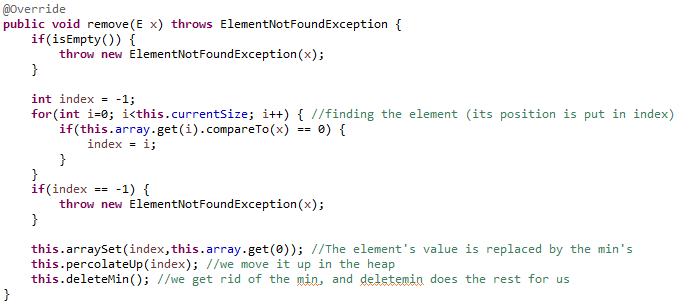 @Override
public void remove(E x) throws ElementNotFoundException {
    if(isEmpty()) {
        throw new ElementNotFoundException(x);
    }

    int index = -1;
    for(int i=0; i<this.currentSize; i++) { //finding the element (its position is put in index)
        if(this.array.get(i).compareTo(x) == 0) {
            index = i;
        }
    }
    if(index == -1) {
        throw new ElementNotFoundException(x);
    }

    this.arraySet(index,this.array.get(0)); //The element's value is replaced by the min's
    this.percolateUp(index); //we move it up in the heap
    this.deleteMin(); //we get rid of the min, and deletemin does the rest for us
}